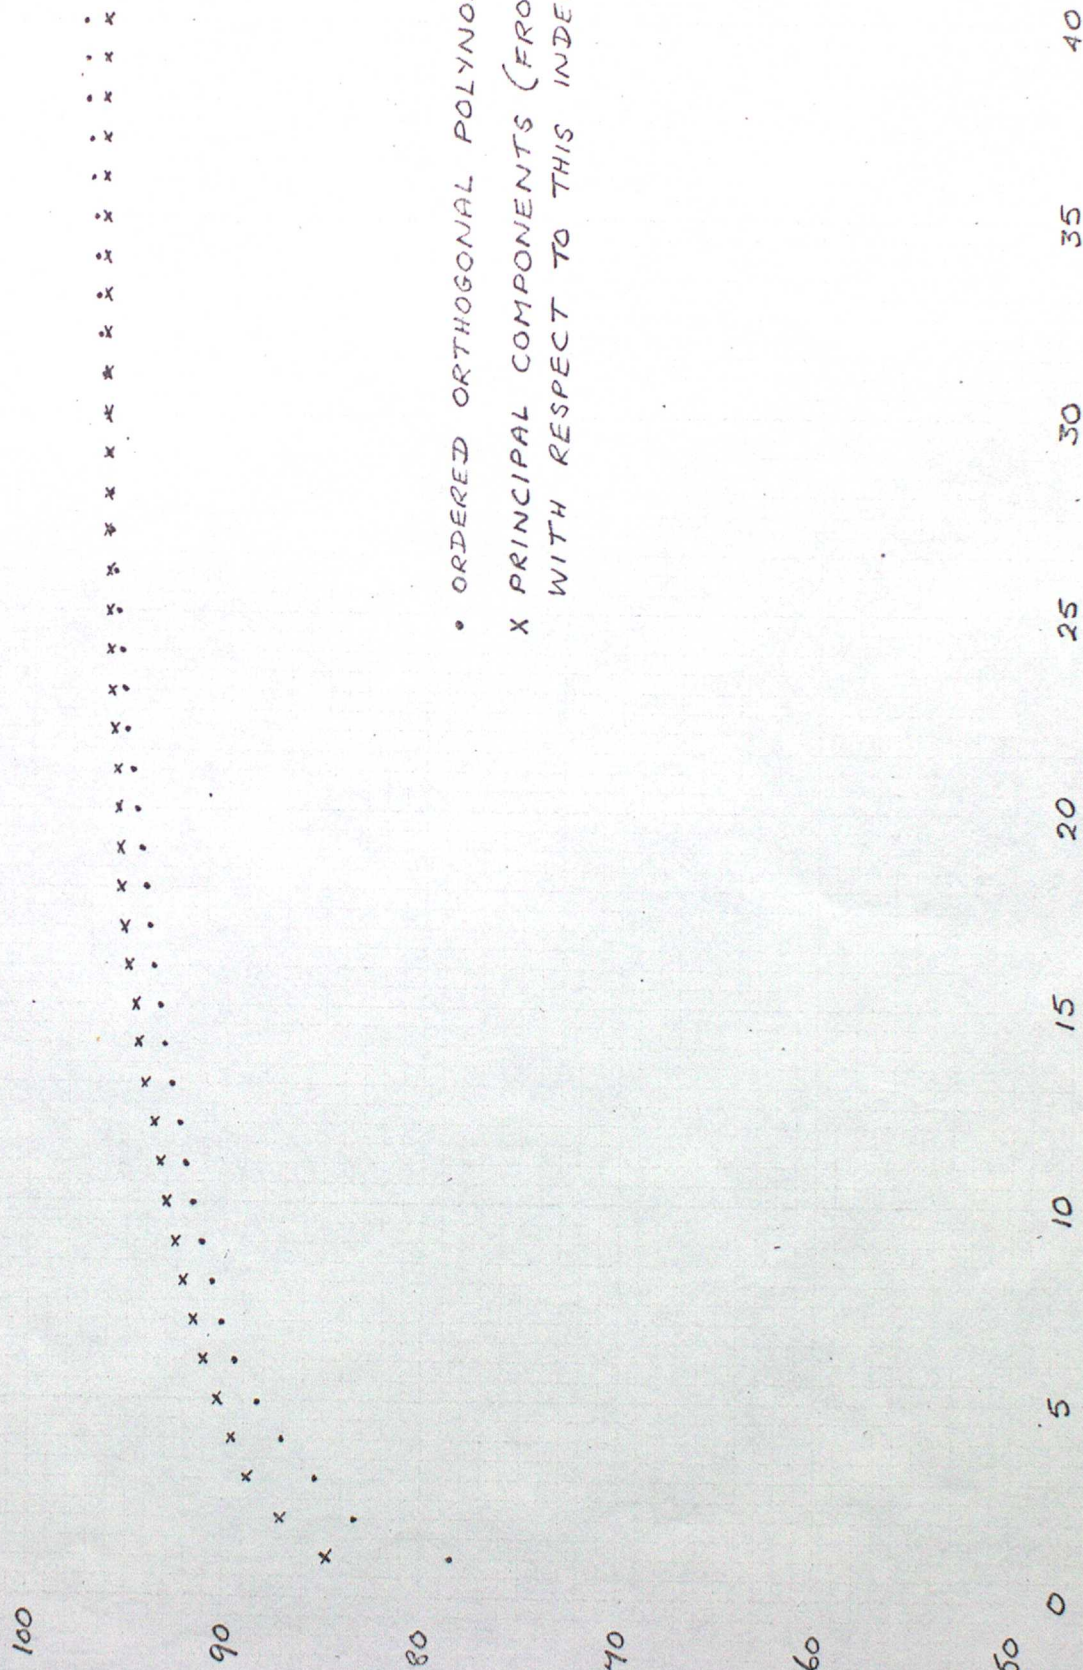 100
90
80
70
60
50
0 5 10 15 20 25 30 35 40
• ORDERED ORTHOGONAL POLYNO
X PRINCIPAL COMPONENTS (FRO
WITH RESPECT TO THIS INDE